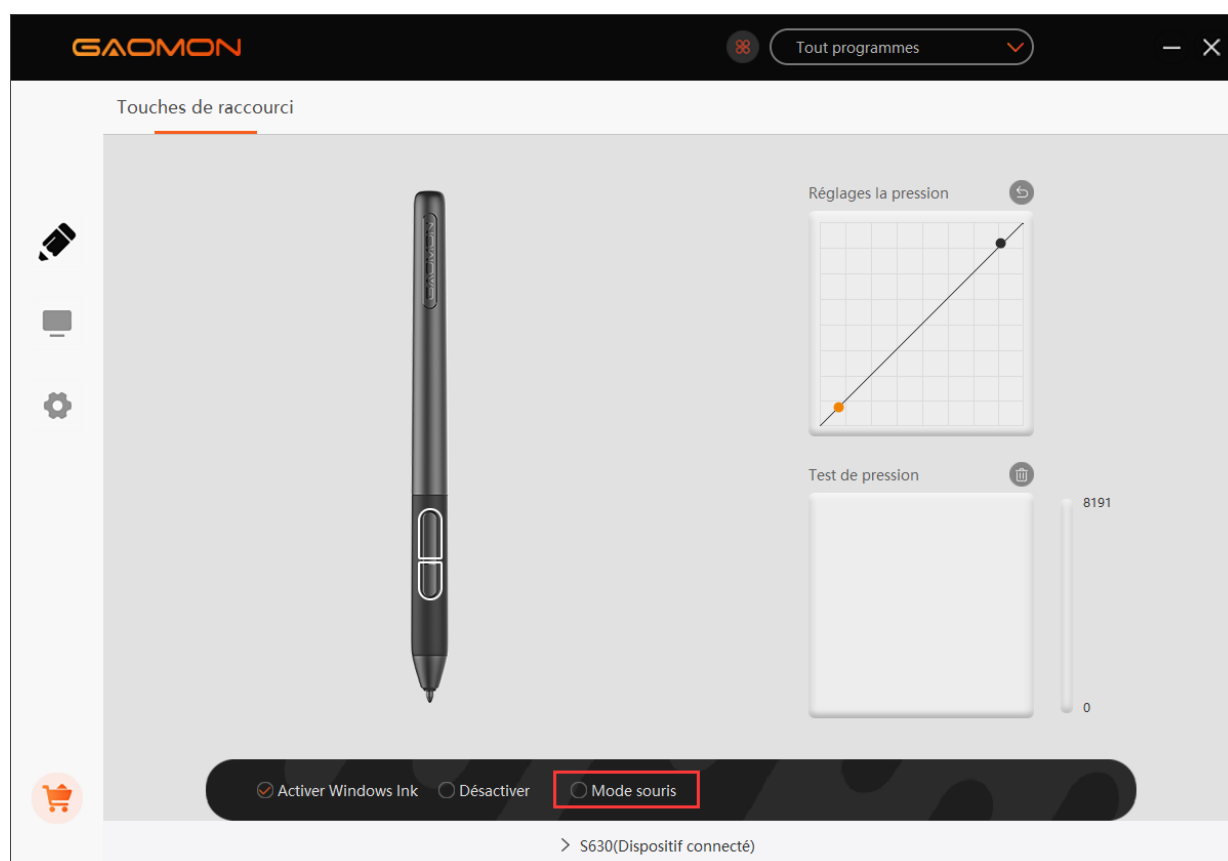 GAOMON
Tout programmes
Touches de raccourci
GAOMON
Réglages la pression
Test de pression
8191
0
Activer Windows Ink
Désactiver
Mode souris
S630(Dispositif connecté)